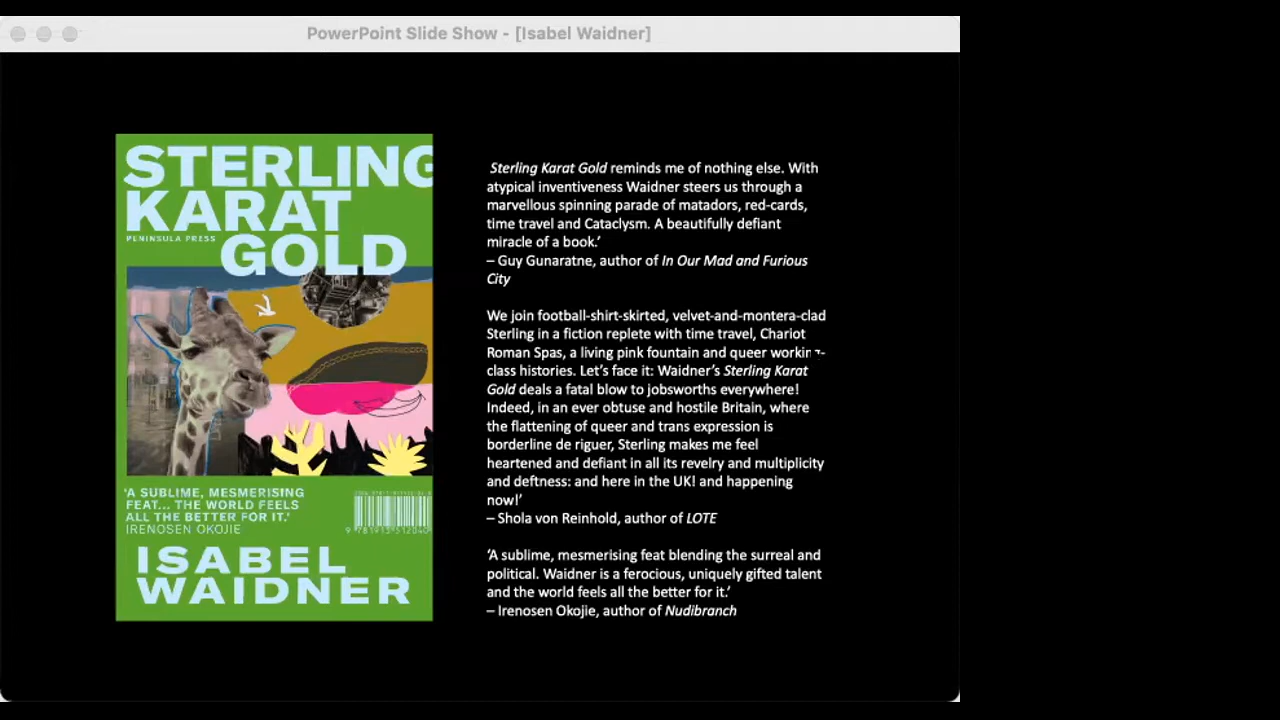 PowerPoint Slide Show - [Isabel Waidner]
STERLING
KARAT
PENINSULA PRESS
GOLD
'A SUBLIME, MESMERISING
FEAT... THE WORLD FEELS
ALL THE BETTER FOR IT.'
IRENOSEN OKOJIE
ISABEL
WAIDNER
Sterling Karat Gold reminds me of nothing else. With
atypical inventiveness Waidner steers us through a
marvellous spinning parade of matadors, red-cards,
time travel and Cataclysm. A beautifully defiant
miracle of a book.’
– Guy Gunaratne, author of In Our Mad and Furious
City
We join football-shirt-skirted, velvet-and-montera-clad
Sterling in a fiction replete with time travel, Chariot
Roman Spas, a living pink fountain and queer working-
class histories. Let’s face it: Waidner’s Sterling Karat
Gold deals a fatal blow to jobsworths everywhere!
Indeed, in an ever obtuse and hostile Britain, where
the flattening of queer and trans expression is
borderline de riguer, Sterling makes me feel
heartened and defiant in all its revelry and multiplicity
and deftness: and here in the UK! and happening
now!’
– Shola von Reinhold, author of LOTE
‘A sublime, mesmerising feat blending the surreal and
political. Waidner is a ferocious, uniquely gifted talent
and the world feels all the better for it.’
– Irenosen Okojie, author of Nudibranch